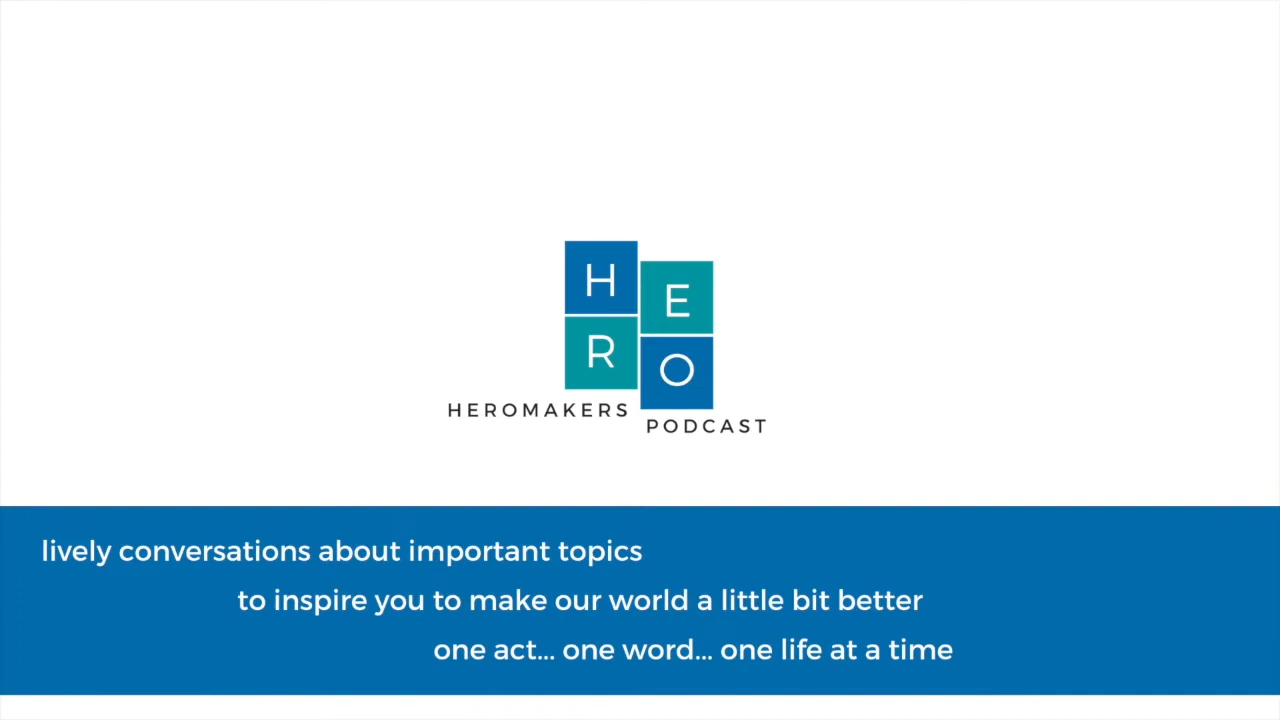 H E
R O
HEROMAKERS
PODCAST
lively conversations about important topics
to inspire you to make our world a little bit better
one act... one word... one life at a time